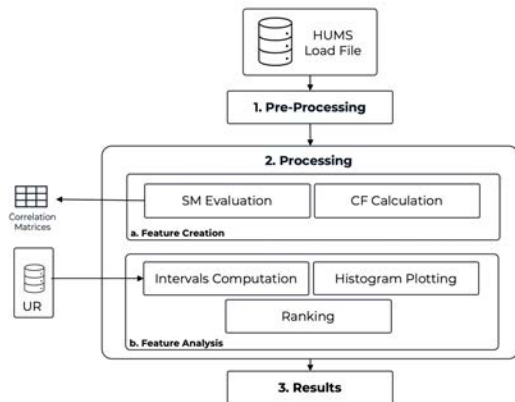 HUMS
Load File
1. Pre-Processing
2. Processing
SM Evaluation
CF Calculation
a. Feature Creation
Correlation
Matrices
UR
Intervals Computation
Histogram Plotting
Ranking
b. Feature Analysis
3. Results